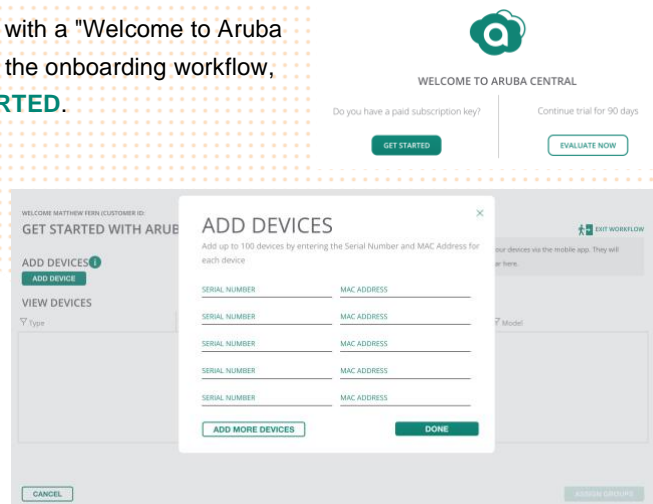 with a "Welcome to Aruba
the onboarding workflow,
RTED.
a
WELCOME TO ARUBA CENTRAL
Do you have a paid subscription key?
Continue trial for 90 days
GET STARTED
EVALUATE NOW
WELCOME MATTHEW FERN (CUSTOMER ID:
GET STARTED WITH ARUB
EXIT WORKFLOW
our devices via the mobile app. They will
ar here.
ADD DEVICES i
ADD DEVICE
VIEW DEVICES
Type
Model
ADD DEVICES
×
Add up to 100 devices by entering the Serial Number and MAC Address for
each device
SERIAL NUMBER MAC ADDRESS
SERIAL NUMBER MAC ADDRESS
SERIAL NUMBER MAC ADDRESS
SERIAL NUMBER MAC ADDRESS
SERIAL NUMBER MAC ADDRESS
ADD MORE DEVICES
DONE
CANCEL
ASSIGN GROUPS